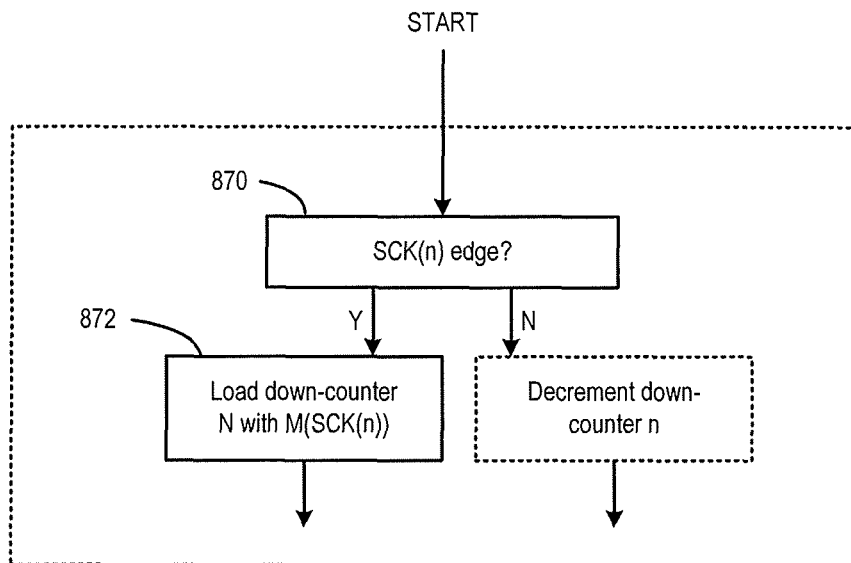 START
870
SCK(n) edge?
Y
N
872
Load down-counter
N with M(SCK(n))
Decrement down-
counter n